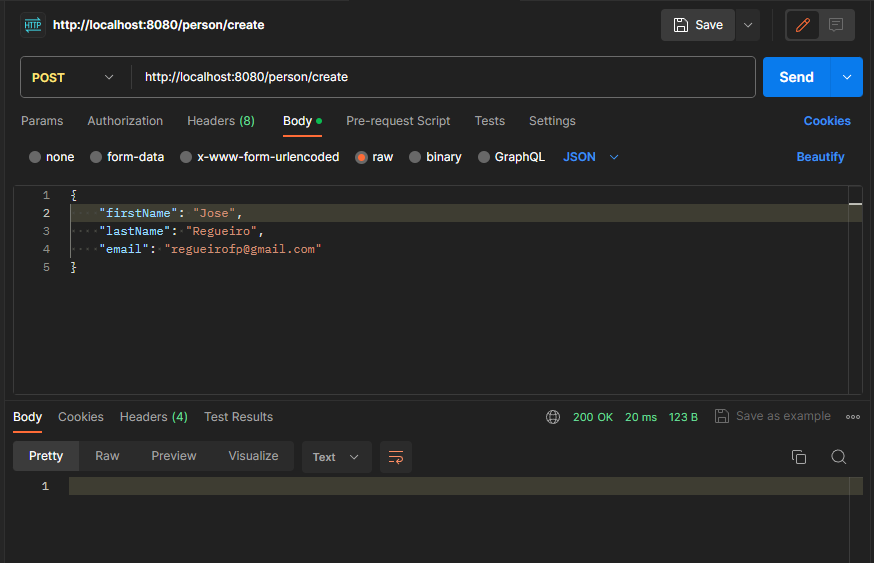 HTTP http://localhost:8080/person/create Save
POST http://localhost:8080/person/create Send
Params Authorization Headers (8) Body Pre-request Script Tests Settings Cookies
none form-data x-www-form-urlencoded raw binary GraphQL JSON Beautify
1 {
2 "firstName": "Jose",
3 "lastName": "Regueiro",
4 "email": "regueirofp@gmail.com"
5 }
Body Cookies Headers (4) Test Results 200 OK 20 ms 123 B Save as example
Pretty Raw Preview Visualize Text
1